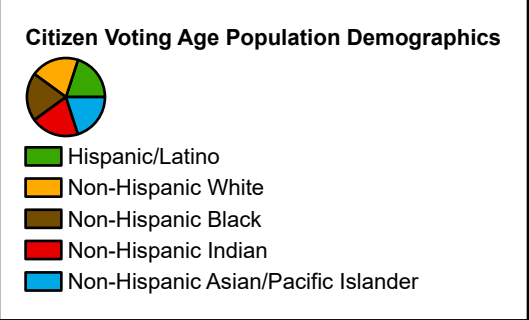 Citizen Voting Age Population Demographics
Hispanic/Latino
Non-Hispanic White
Non-Hispanic Black
Non-Hispanic Indian
Non-Hispanic Asian/Pacific Islander